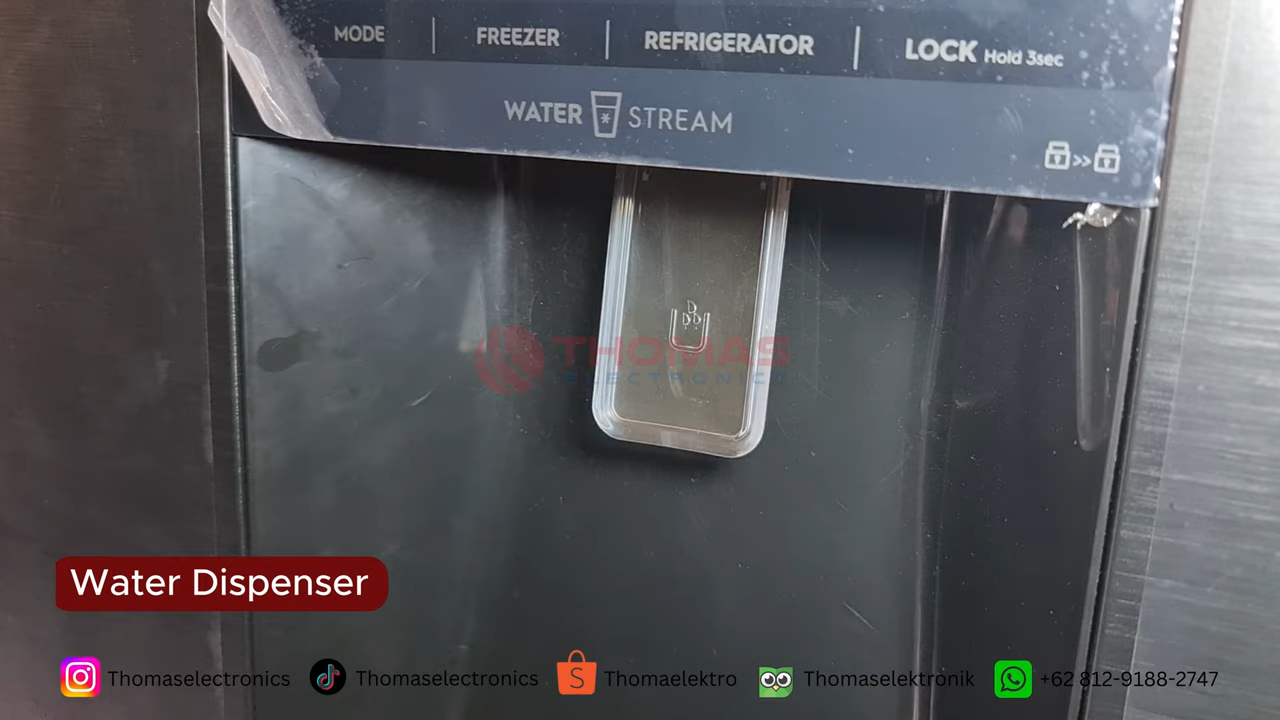 MODE FREEZER REFRIGERATOR LOCK Hold 3sec
WATER STREAM
THOMAS
ELECTRONICS
Water Dispenser
Thomaselectronics Thomaselectronics Thomaelektro Thomaselektronik +62 812-9188-2747